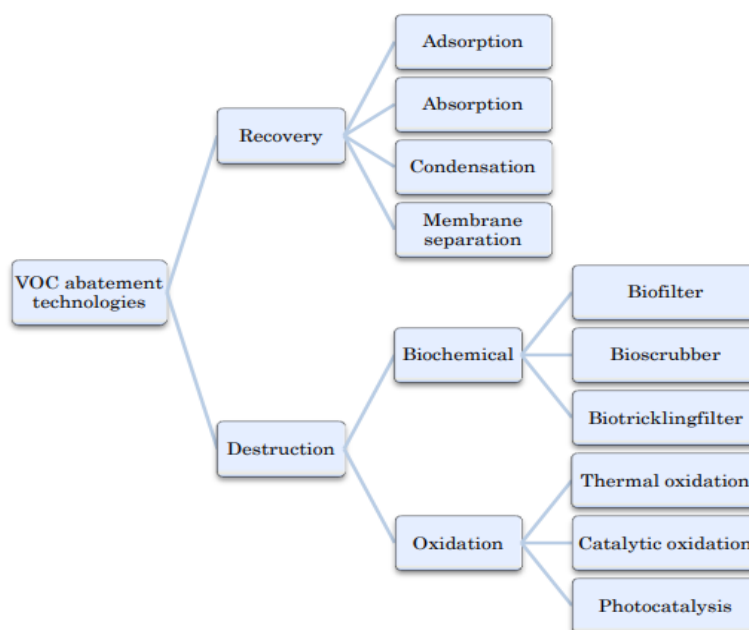 Adsorption
Absorption
Recovery
Condensation
Membrane
separation
VOC abatement
technologies
Biofilter
Biochemical
Bioscrubber
Biotricklingfilter
Destruction
Thermal oxidation
Oxidation
Catalytic oxidation
Photocatalysis